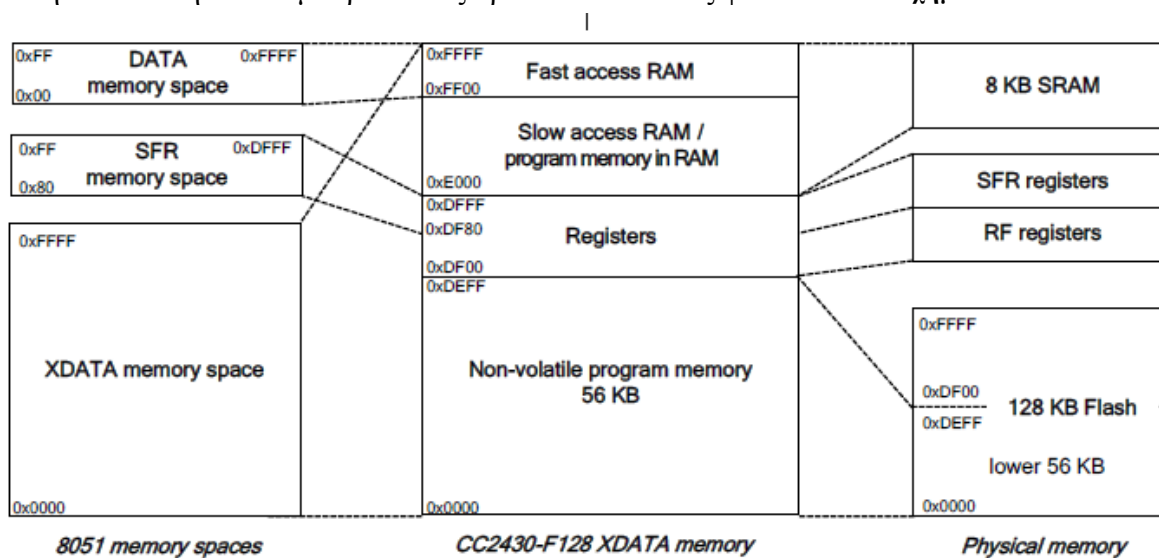 0xFF DATA 0xFFFF
memory space
0x00
0xFF SFR 0xDFFF
memory space
0x80
0xFFFF
XDATA memory space
0x0000
8051 memory spaces
0xFFFF
Fast access RAM
0xFF00
Slow access RAM /
program memory in RAM
0xE000
0xDFFF
0xDF80 Registers
0xDF00
0xDEFF
Non-volatile program memory
56 KB
0x0000
CC2430-F128 XDATA memory
8 KB SRAM
SFR registers
RF registers
0xFFFF
0xDF00
128 KB Flash
0xDEFF
lower 56 KB
0x0000
Physical memory